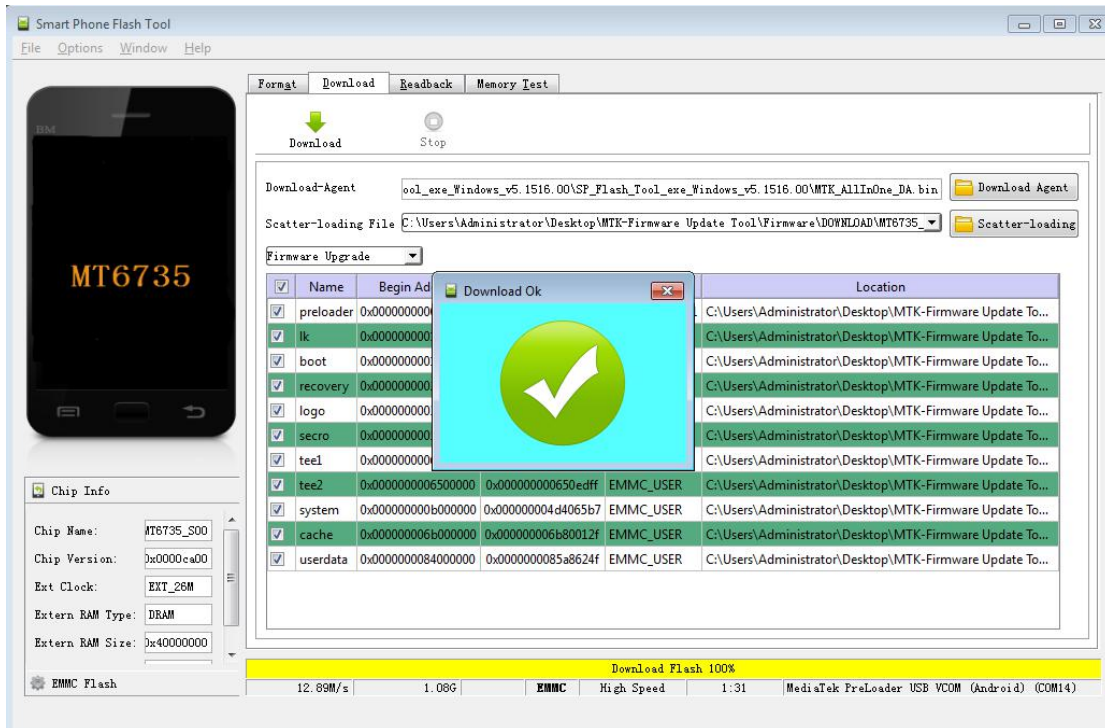 Smart Phone Flash Tool
File Options Window Help
Format Download Readback Memory Test
BM
MT6735
Download Stop
Download-Agent ool_exe_Windows_v5.1516.00\SP_Flash_Tool_exe_Windows_v5.1516.00\MTK_AllInOne_DA.bin Download Agent
Scatter-loading File C:\Users\Administrator\Desktop\MTK-Firmware Update Tool\Firmware\DOWNLOAD\MT6735_ Scatter-loading
Firmware Upgrade
Name Begin Ad Location
Download Ok
preloader C:\Users\Administrator\Desktop\MTK-Firmware Update To...
lk C:\Users\Administrator\Desktop\MTK-Firmware Update To...
boot C:\Users\Administrator\Desktop\MTK-Firmware Update To...
recovery C:\Users\Administrator\Desktop\MTK-Firmware Update To...
logo C:\Users\Administrator\Desktop\MTK-Firmware Update To...
secro C:\Users\Administrator\Desktop\MTK-Firmware Update To...
tee1 C:\Users\Administrator\Desktop\MTK-Firmware Update To...
tee2 0x0000000006500000 0x000000000650edff EMMC_USER C:\Users\Administrator\Desktop\MTK-Firmware Update To...
system 0x000000000b000000 0x000000004d4065b7 EMMC_USER C:\Users\Administrator\Desktop\MTK-Firmware Update To...
cache 0x000000006b000000 0x000000006b80012f EMMC_USER C:\Users\Administrator\Desktop\MTK-Firmware Update To...
userdata 0x0000000084000000 0x0000000085a8624f EMMC_USER C:\Users\Administrator\Desktop\MTK-Firmware Update To...
Chip Info
Chip Name: MT6735_S00
Chip Version: 0x0000ca00
Ext Clock: EXT_26M
Extern RAM Type: DRAM
Extern RAM Size: 0x40000000
EMMC Flash
Download Flash 100%
12.89M/s 1.08G EMMC High Speed 1:31 MediaTek PreLoader USB VCOM (Android) (COM14)